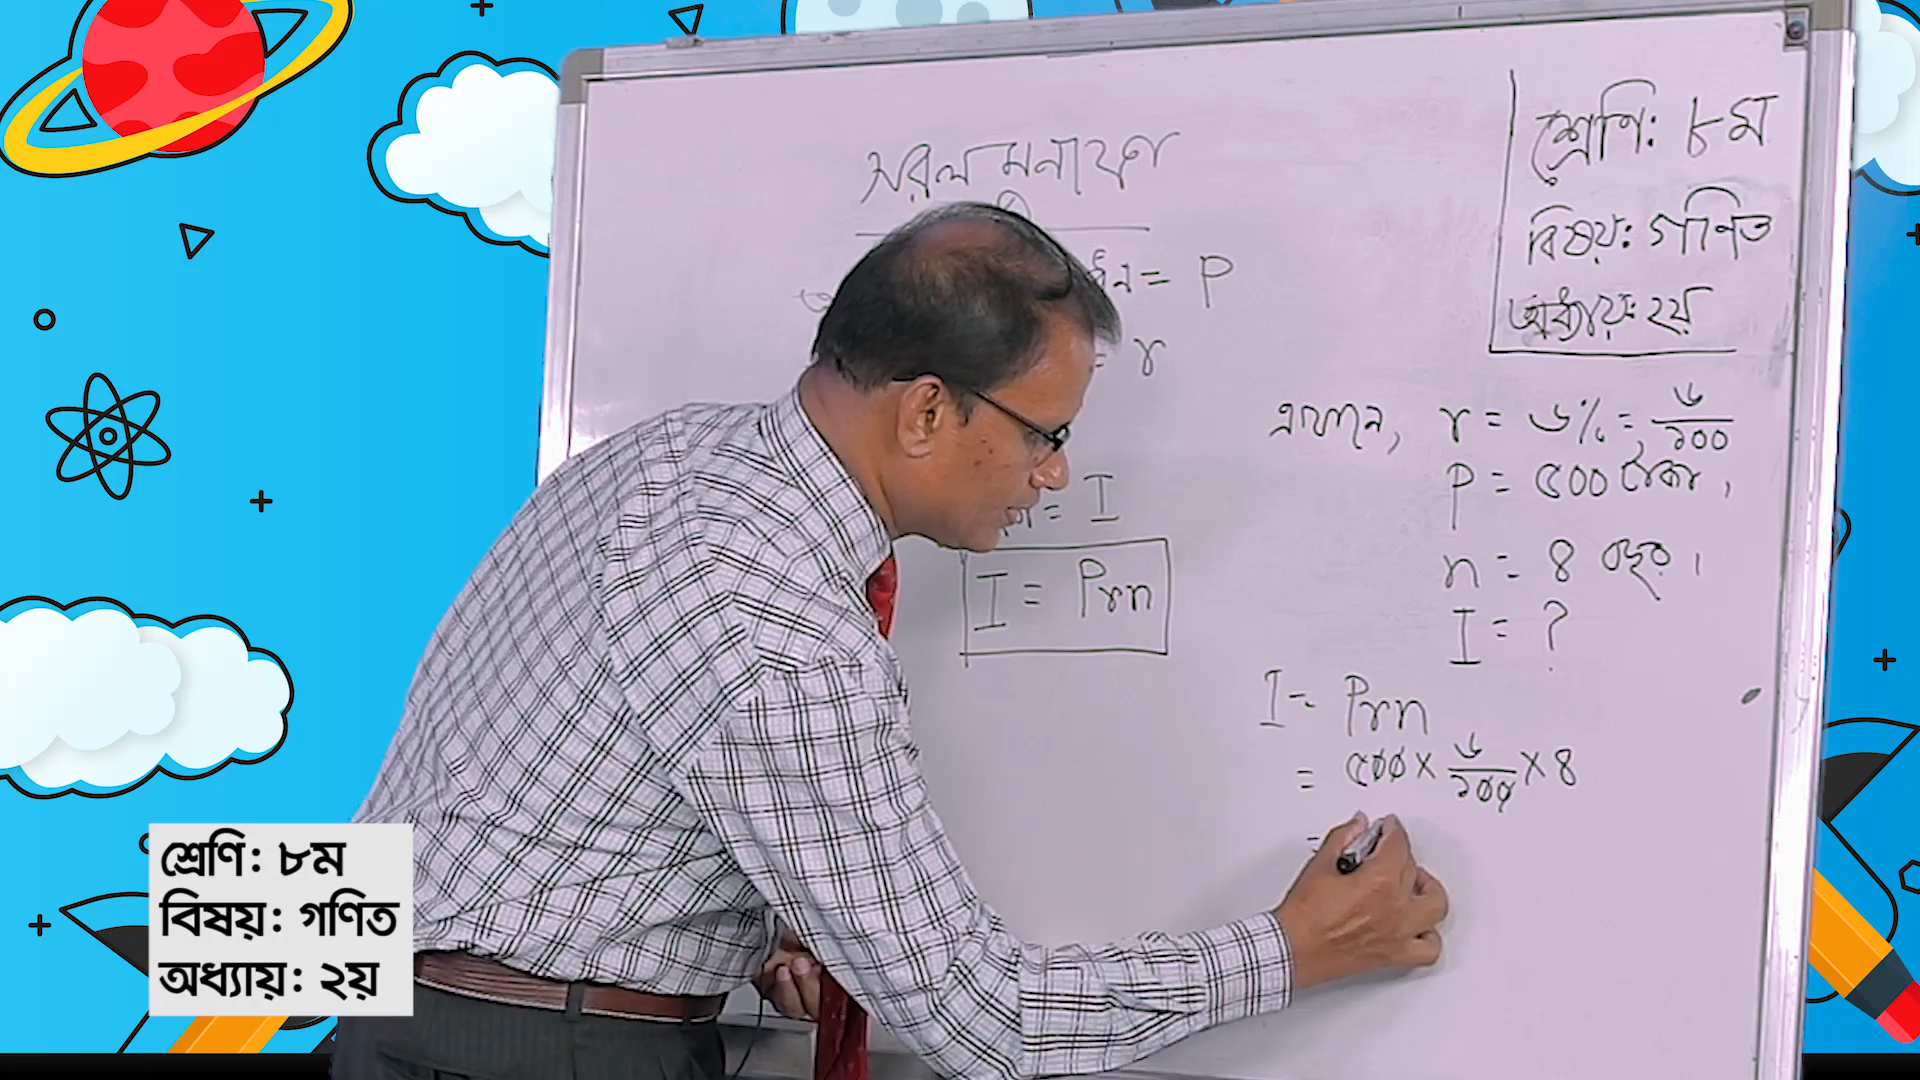 সরল মুনাফা
ন = P
= r
= I
I = Prn
শ্রেণি: ৮ম
বিষয়: গণিত
অধ্যায়: ২য়
এখানে, r = ৬% = ৬/১০০
P = ৫০০ টাকা,
n = ৪ বছর।
I = ?
I = Prn
= ৫০০ × ৬/১০০ × ৪
=
শ্রেণি: ৮ম
বিষয়: গণিত
অধ্যায়: ২য়